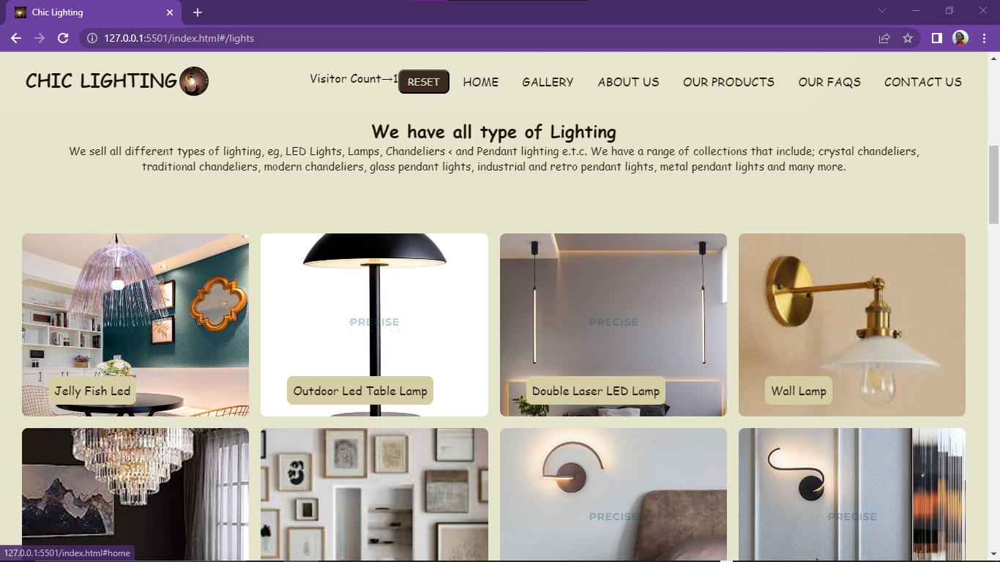 Chic Lighting
127.0.0.1:5501/index.html#/lights
CHIC LIGHTING
Visitor Count→1 RESET HOME GALLERY ABOUT US OUR PRODUCTS OUR FAQS CONTACT US
We have all type of Lighting
We sell all different types of lighting, eg, LED Lights, Lamps, Chandeliers < and Pendant lighting e.t.c. We have a range of collections that include; crystal chandeliers,
traditional chandeliers, modern chandeliers, glass pendant lights, industrial and retro pendant lights, metal pendant lights and many more.
PRECISE
PRECISE
Jelly Fish Led
Outdoor Led Table Lamp
Double Laser LED Lamp
Wall Lamp
PRECISE
PRECISE
127.0.0.1:5501/index.html#home